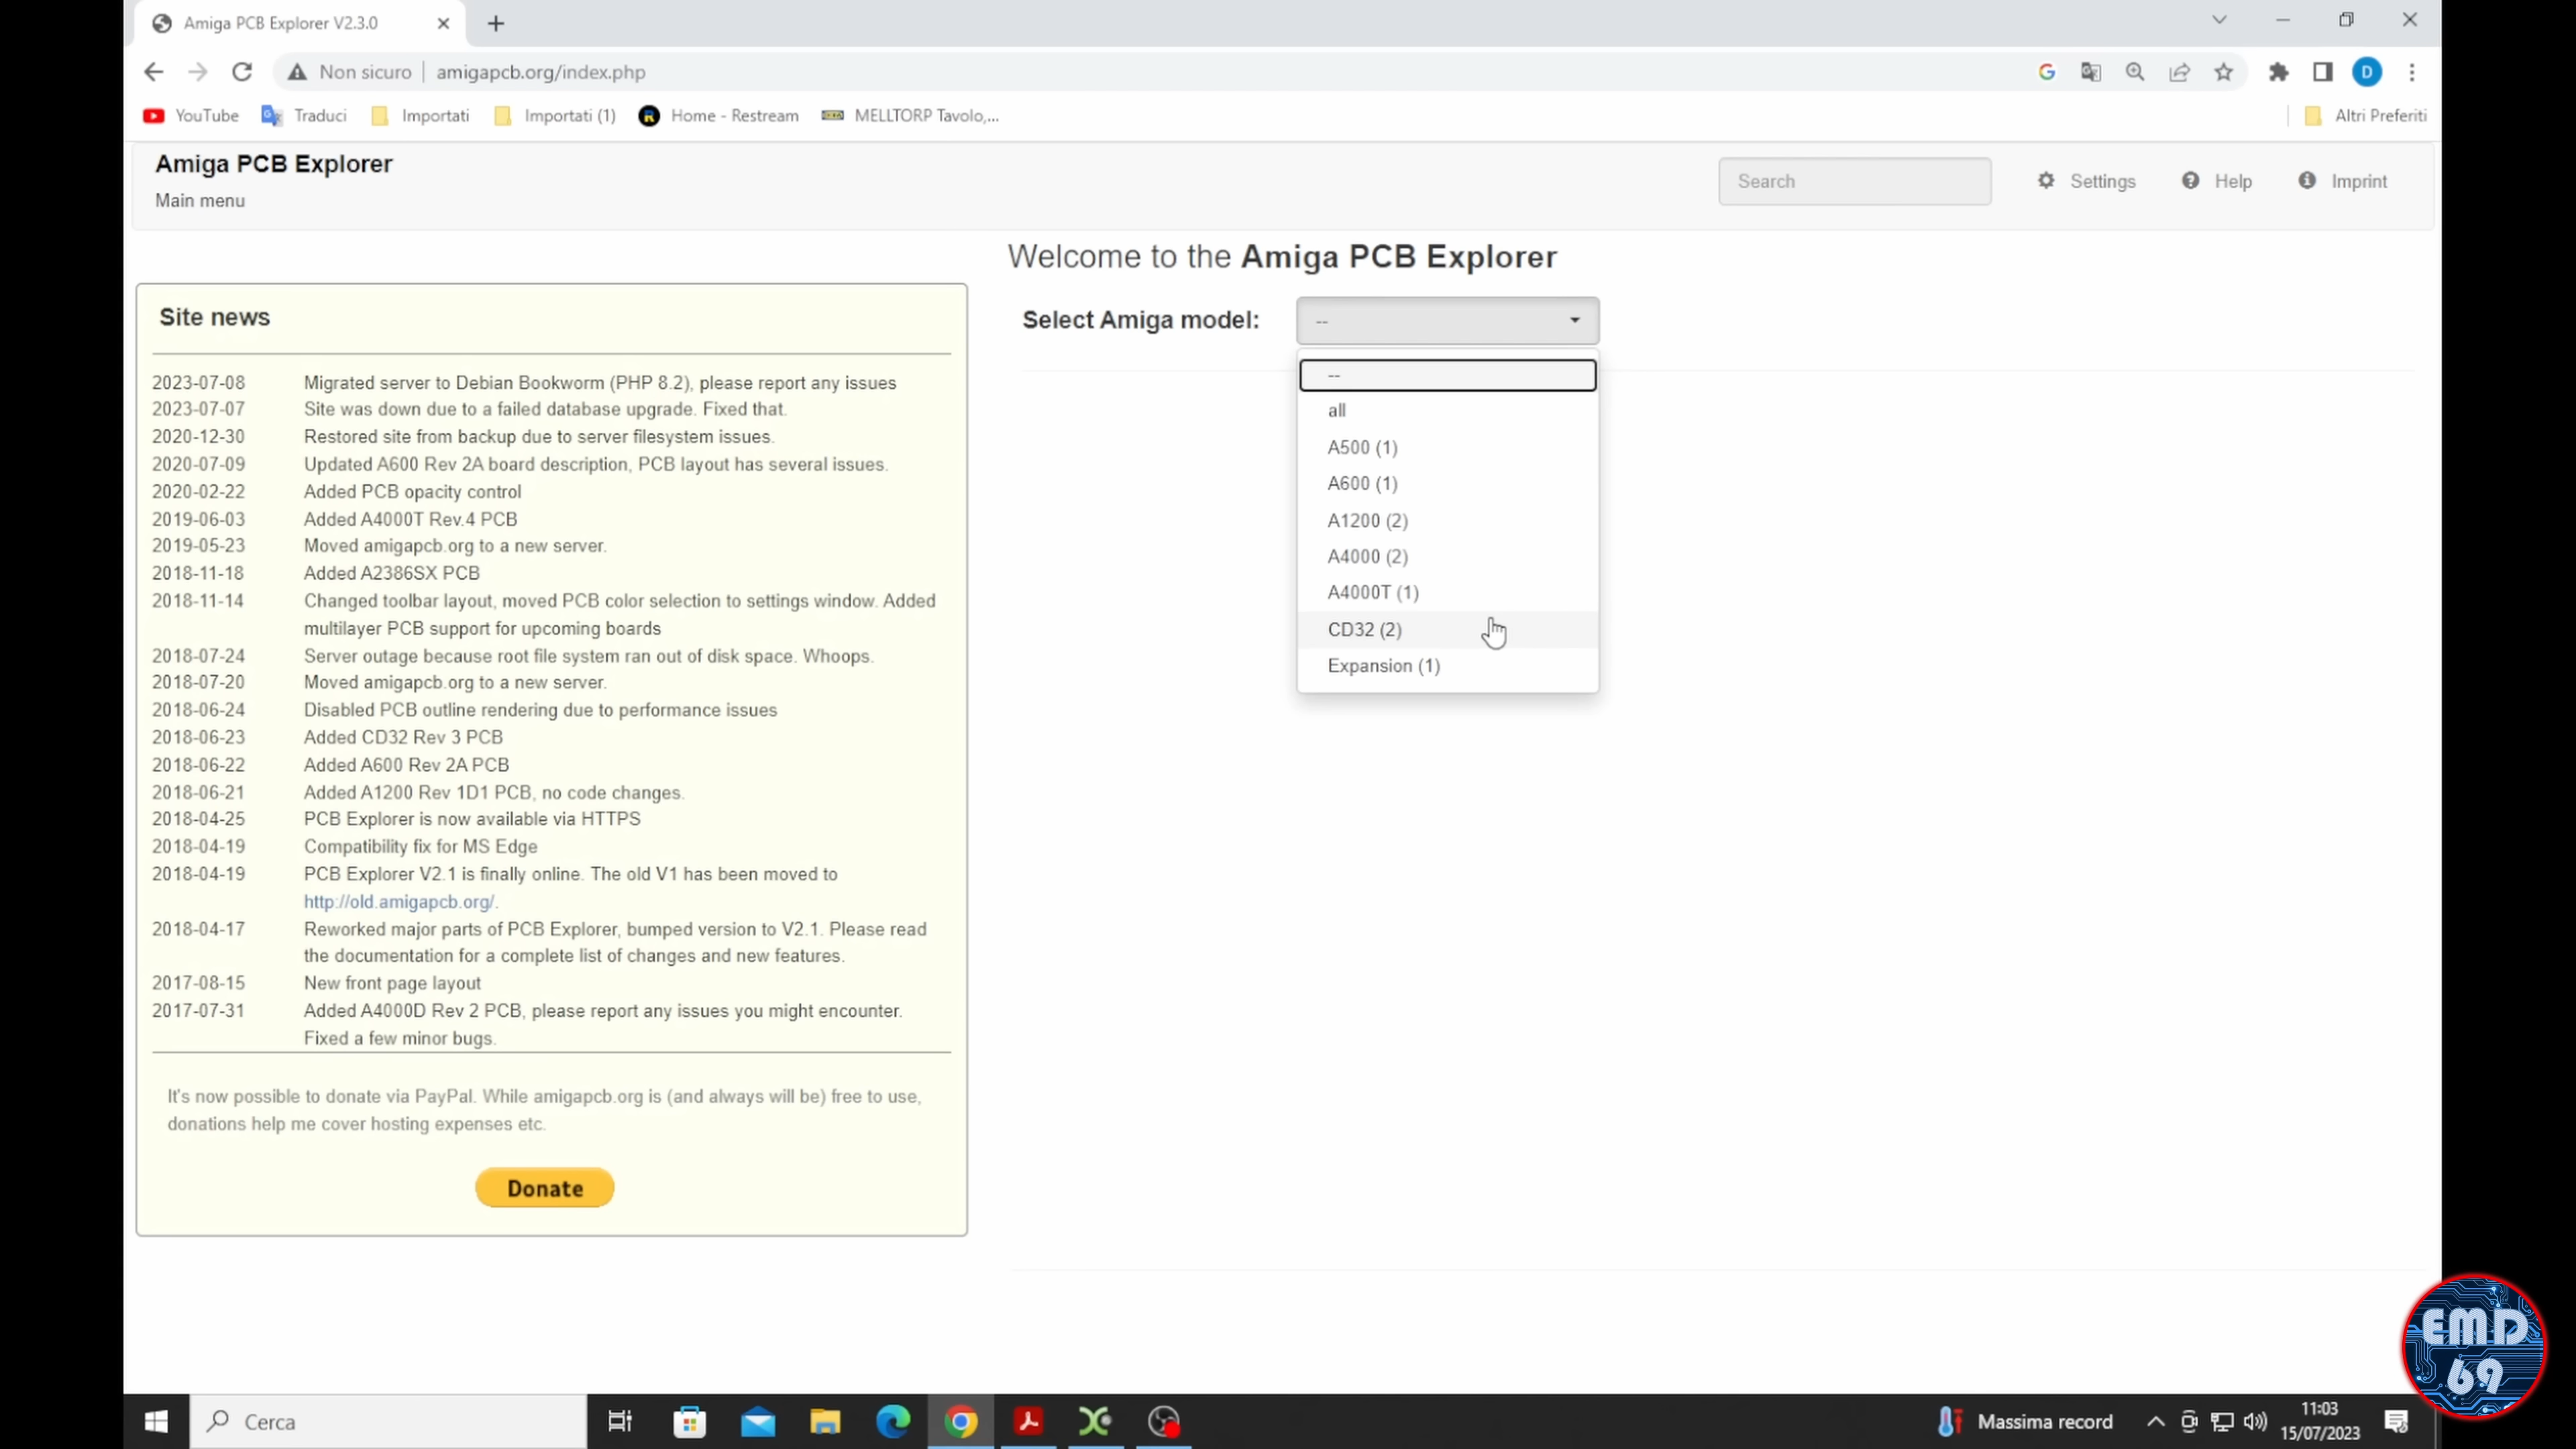 Amiga PCB Explorer V2.3.0
Non sicuro amigapcb.org/index.php
D
YouTube Traduci Importati Importati (1) Home - Restream MELLTORP Tavolo,... Altri Preferiti
Amiga PCB Explorer
Main menu
Search Settings Help Imprint
Welcome to the Amiga PCB Explorer
Select Amiga model: --
--
all
A500 (1)
A600 (1)
A1200 (2)
A4000 (2)
A4000T (1)
CD32 (2)
Expansion (1)
Site news
2023-07-08 Migrated server to Debian Bookworm (PHP 8.2), please report any issues
2023-07-07 Site was down due to a failed database upgrade. Fixed that.
2020-12-30 Restored site from backup due to server filesystem issues.
2020-07-09 Updated A600 Rev 2A board description, PCB layout has several issues.
2020-02-22 Added PCB opacity control
2019-06-03 Added A4000T Rev.4 PCB
2019-05-23 Moved amigapcb.org to a new server.
2018-11-18 Added A2386SX PCB
2018-11-14 Changed toolbar layout, moved PCB color selection to settings window. Added
multilayer PCB support for upcoming boards
2018-07-24 Server outage because root file system ran out of disk space. Whoops.
2018-07-20 Moved amigapcb.org to a new server.
2018-06-24 Disabled PCB outline rendering due to performance issues
2018-06-23 Added CD32 Rev 3 PCB
2018-06-22 Added A600 Rev 2A PCB
2018-06-21 Added A1200 Rev 1D1 PCB, no code changes.
2018-04-25 PCB Explorer is now available via HTTPS
2018-04-19 Compatibility fix for MS Edge
2018-04-19 PCB Explorer V2.1 is finally online. The old V1 has been moved to
http://old.amigapcb.org/.
2018-04-17 Reworked major parts of PCB Explorer, bumped version to V2.1. Please read
the documentation for a complete list of changes and new features.
2017-08-15 New front page layout
2017-07-31 Added A4000D Rev 2 PCB, please report any issues you might encounter.
Fixed a few minor bugs.
It's now possible to donate via PayPal. While amigapcb.org is (and always will be) free to use,
donations help me cover hosting expenses etc.
Donate
EMD
69
Cerca
Massima record
11:03
15/07/2023